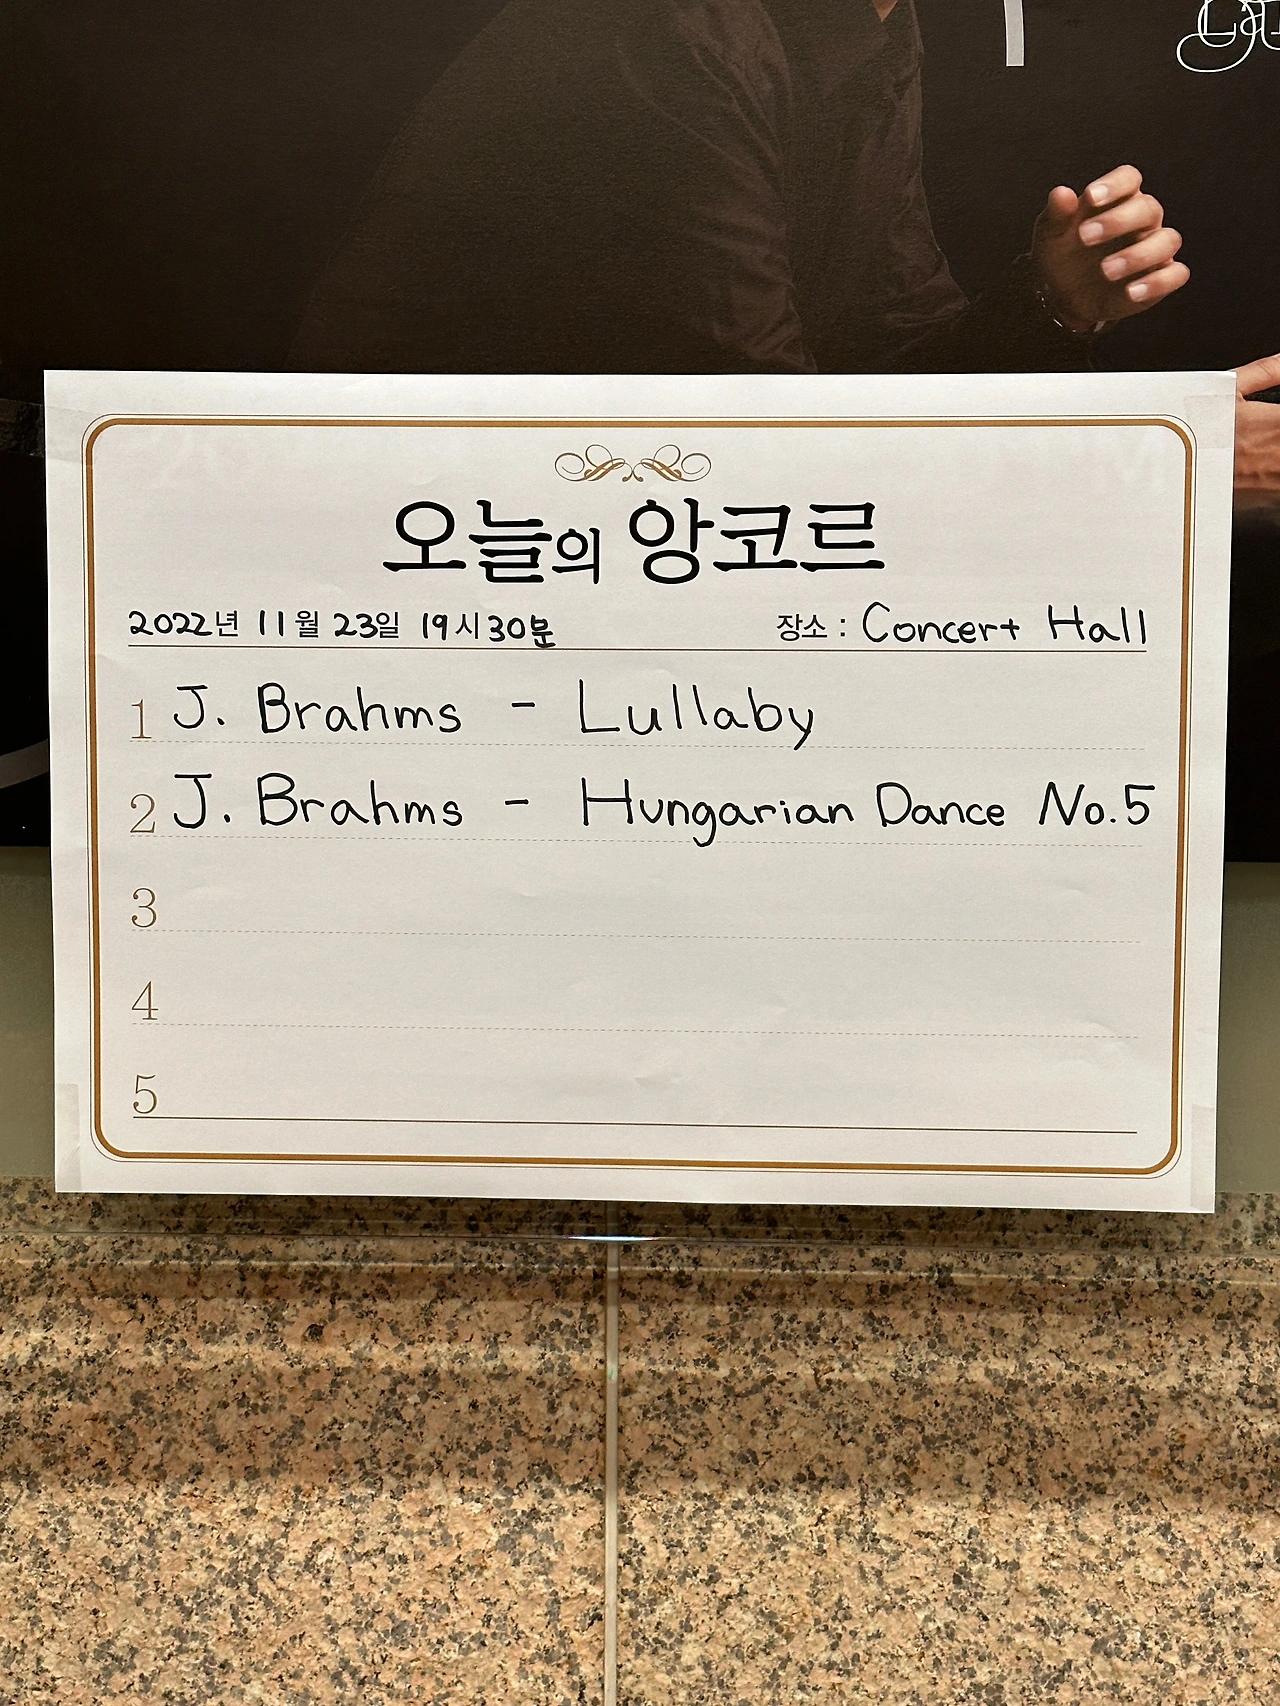 오늘의 앙코르
2022년 11월 23일 19시 30분 장소 : Concert Hall
1 J. Brahms - Lullaby
2 J. Brahms - Hungarian Dance No.5
3
4
5